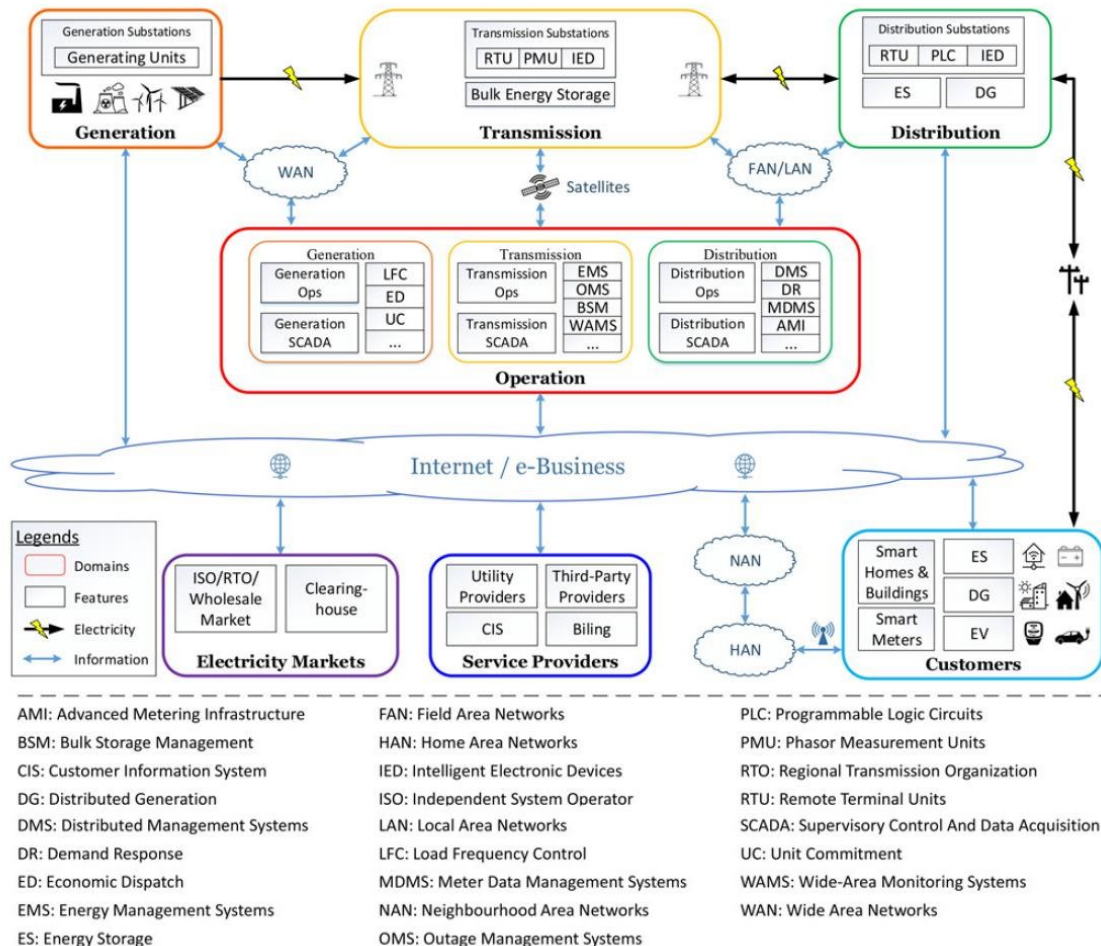 Generation Substations
Generating Units
Generation
Transmission Substations
RTU PMU IED
Bulk Energy Storage
Transmission
Distribution Substations
RTU PLC IED
ES DG
Distribution
WAN
Satellites
FAN/LAN
Generation
Generation
Ops
Generation
SCADA
LFC
ED
UC
...
Transmission
Transmission
Ops
Transmission
SCADA
EMS
OMS
BSM
WAMS
...
Distribution
Distribution
Ops
Distribution
SCADA
DMS
DR
MDMS
AMI
...
Operation
Internet / e-Business
Legends
Domains
Features
Electricity
Information
ISO/RTO/
Wholesale
Market
Clearing-
house
Electricity Markets
Utility
Providers
Third-Party
Providers
CIS
Biling
Service Providers
NAN
HAN
Smart
Homes &
Buildings
Smart
Meters
ES
DG
EV
Customers
AMI: Advanced Metering Infrastructure
BSM: Bulk Storage Management
CIS: Customer Information System
DG: Distributed Generation
DMS: Distributed Management Systems
DR: Demand Response
ED: Economic Dispatch
EMS: Energy Management Systems
ES: Energy Storage
FAN: Field Area Networks
HAN: Home Area Networks
IED: Intelligent Electronic Devices
ISO: Independent System Operator
LAN: Local Area Networks
LFC: Load Frequency Control
MDMS: Meter Data Management Systems
NAN: Neighbourhood Area Networks
OMS: Outage Management Systems
PLC: Programmable Logic Circuits
PMU: Phasor Measurement Units
RTO: Regional Transmission Organization
RTU: Remote Terminal Units
SCADA: Supervisory Control And Data Acquisition
UC: Unit Commitment
WAMS: Wide-Area Monitoring Systems
WAN: Wide Area Networks